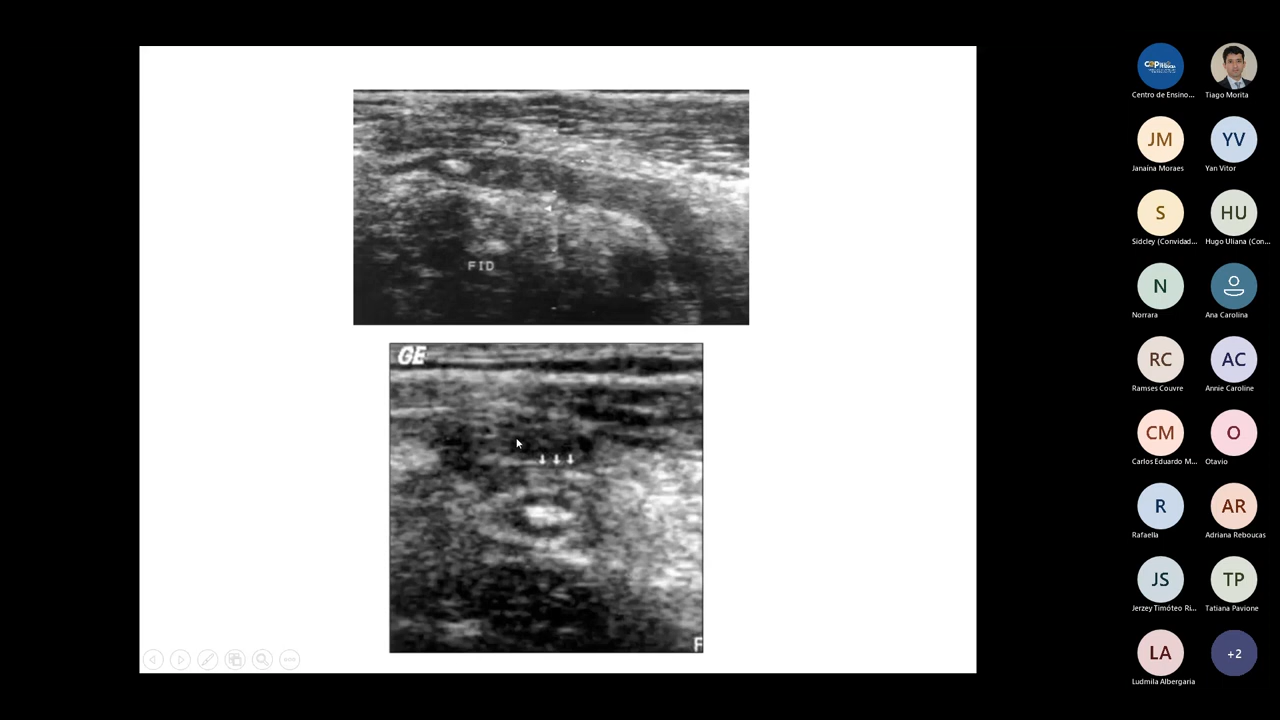 FID
GE
F
Centro de Ensino...
Tiago Morita
JM
Janaina Moraes
YV
Yan Vitor
S
Sidcley (Convidad...
HU
Hugo Uliana (Con...
N
Norrara
Ana Carolina
RC
Ramses Couvre
AC
Annie Caroline
CM
Carlos Eduardo M...
O
Otavio
R
Rafaella
AR
Adriana Reboucas
JS
Jerzey Timóteo Ri...
TP
Tatiana Pavione
LA
Ludmila Albergaria
+2